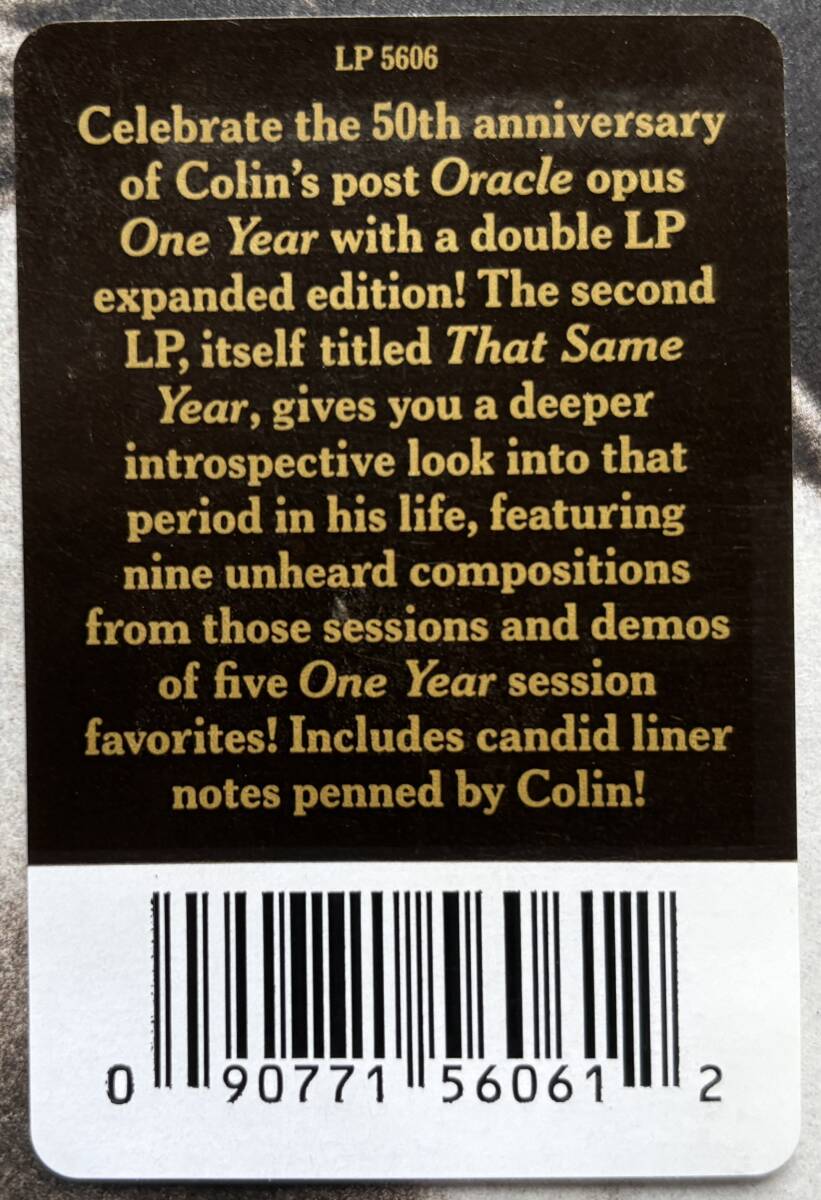 LP 5606
Celebrate the 50th anniversary
of Colin's post Oracle opus
One Year with a double LP
expanded edition! The second
LP, itself titled That Same
Year, gives you a deeper
introspective look into that
period in his life, featuring
nine unheard compositions
from those sessions and demos
of five One Year session
favorites! Includes candid liner
notes penned by Colin!
0 90771 56061 2